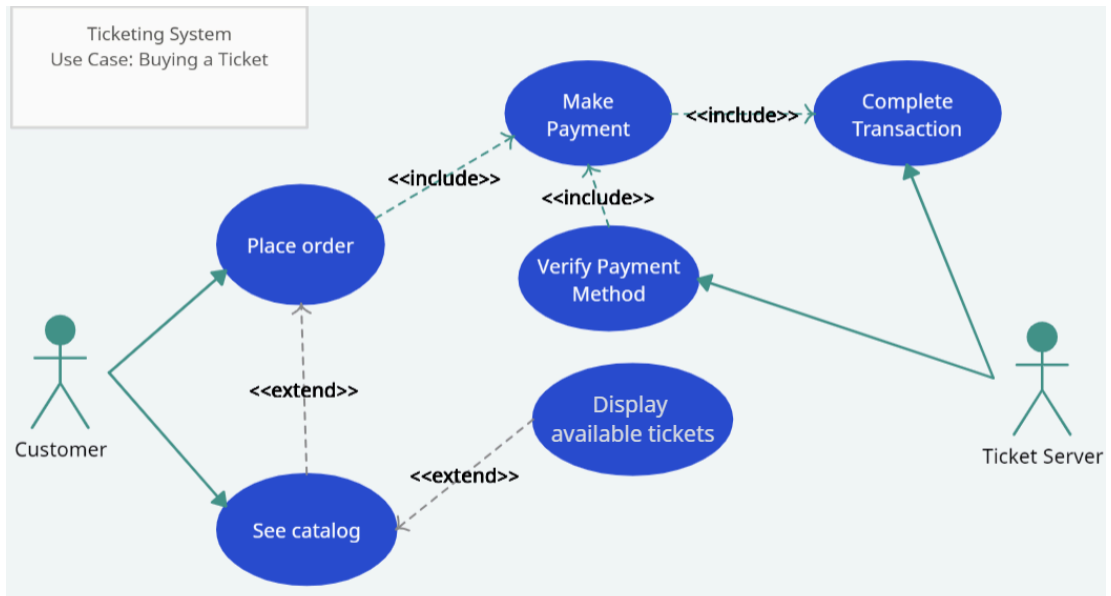 Ticketing System
Use Case: Buying a Ticket
Make
Payment
<<include>>
Complete
Transaction
<<include>>
<<include>>
Place order
Verify Payment
Method
<<extend>>
Display
available tickets
Customer
Ticket Server
<<extend>>
See catalog